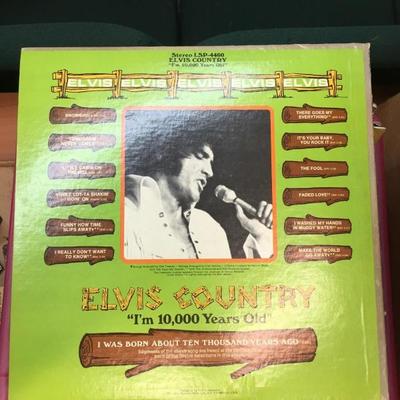 Stereo LSP-4460
ELVIS COUNTRY
"I'm 10,000 Years Old"
ELVIS ELVIS ELVIS ELVIS ELVIS ELVIS
SNOWBIRD
TOMORROW NEVER COMES
LITTLE CABIN ON THE HILL
WHOLE LOT-TA SHAKIN' GO'IN ON
FUNNY HOW TIME SLIPS AWAY
I REALLY DON'T WANT TO KNOW
THERE GOES MY EVERYTHING
IT'S YOUR BABY, YOU ROCK IT
THE FOOL
FADED LOVE
I WASHED MY HANDS IN MUDDY WATER
MAKE THE WORLD GO AWAY
ELVIS COUNTRY
"I'm 10,000 Years Old"
I WAS BORN ABOUT TEN THOUSAND YEARS AGO